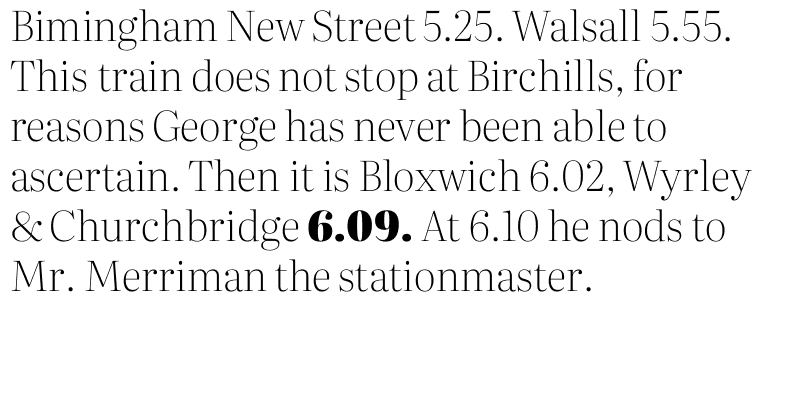 Bimingham New Street 5.25. Walsall 5.55.
This train does not stop at Birchills, for
reasons George has never been able to
ascertain. Then it is Bloxwich 6.02, Wyrley
& Churchbridge 6.09. At 6.10 he nods to
Mr. Merriman the stationmaster.